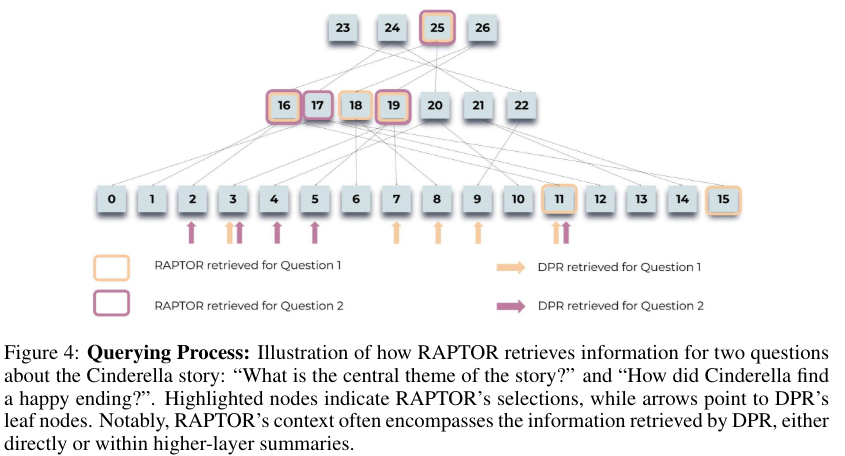 23 24 25 26
16 17 18 19 20 21 22
0 1 2 3 4 5 6 7 8 9 10 11 12 13 14 15
RAPTOR retrieved for Question 1
DPR retrieved for Question 1
RAPTOR retrieved for Question 2
DPR retrieved for Question 2
Figure 4: Querying Process: Illustration of how RAPTOR retrieves information for two questions
about the Cinderella story: “What is the central theme of the story?” and “How did Cinderella find
a happy ending?”. Highlighted nodes indicate RAPTOR’s selections, while arrows point to DPR’s
leaf nodes. Notably, RAPTOR’s context often encompasses the information retrieved by DPR, either
directly or within higher-layer summaries.